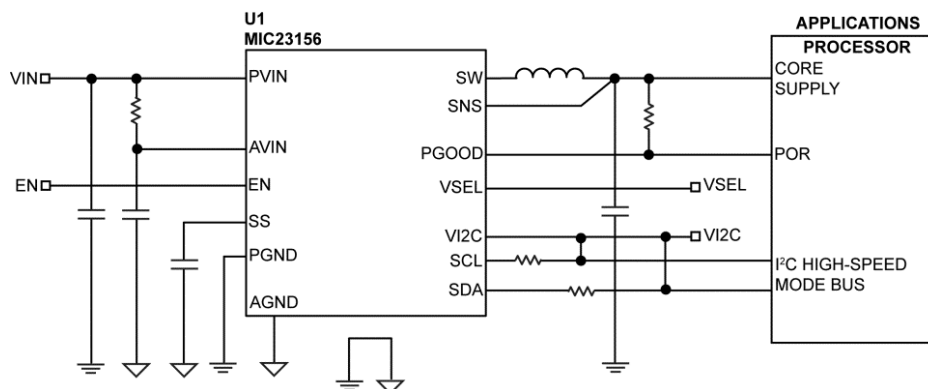 U1
MIC23156
APPLICATIONS
PROCESSOR
VIN
PVIN
SW
CORE
SUPPLY
SNS
AVIN
PGOOD
POR
EN
EN
VSEL
VSEL
SS
VI2C
VI2C
PGND
SCL
I²C HIGH-SPEED
MODE BUS
SDA
AGND